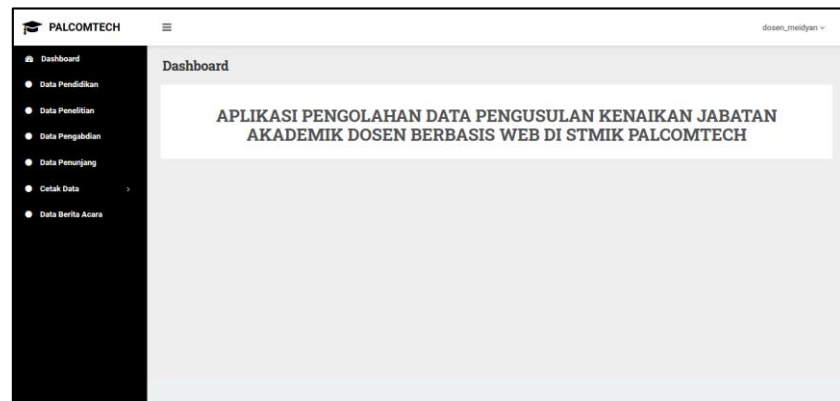 PALCOMTECH
dosen_meidyan
Dashboard
Data Pendidikan
Data Penelitian
Data Pengabdian
Data Penunjang
Cetak Data
Data Berita Acara
Dashboard
APLIKASI PENGOLAHAN DATA PENGUSULAN KENAIKAN JABATAN
AKADEMIK DOSEN BERBASIS WEB DI STMIK PALCOMTECH